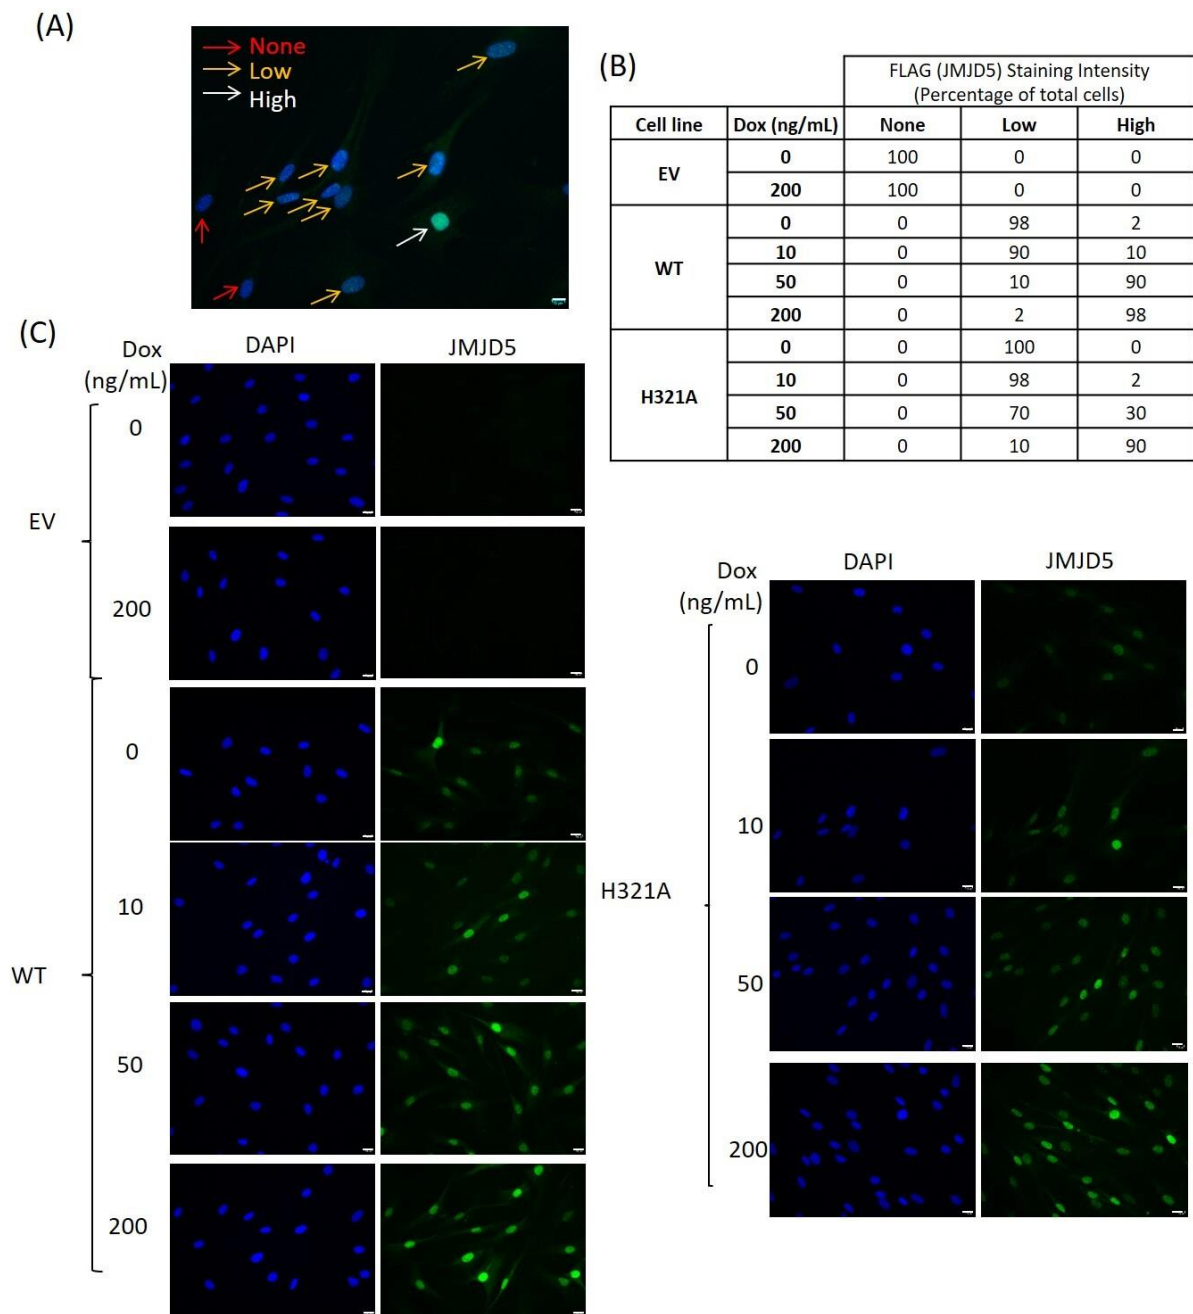 (A)
None
Low
High
(B)
FLAG (JMJD5) Staining Intensity
(Percentage of total cells)
Cell line Dox (ng/mL) None Low High
EV 0 100 0 0
200 100 0 0
WT 0 0 98 2
10 0 90 10
50 0 10 90
200 0 2 98
H321A 0 0 100 0
10 0 98 2
50 0 70 30
200 0 10 90
(C)
Dox
(ng/mL)
DAPI JMJD5
EV
0
200
WT
0
10
50
200
Dox
(ng/mL)
DAPI JMJD5
H321A
0
10
50
200